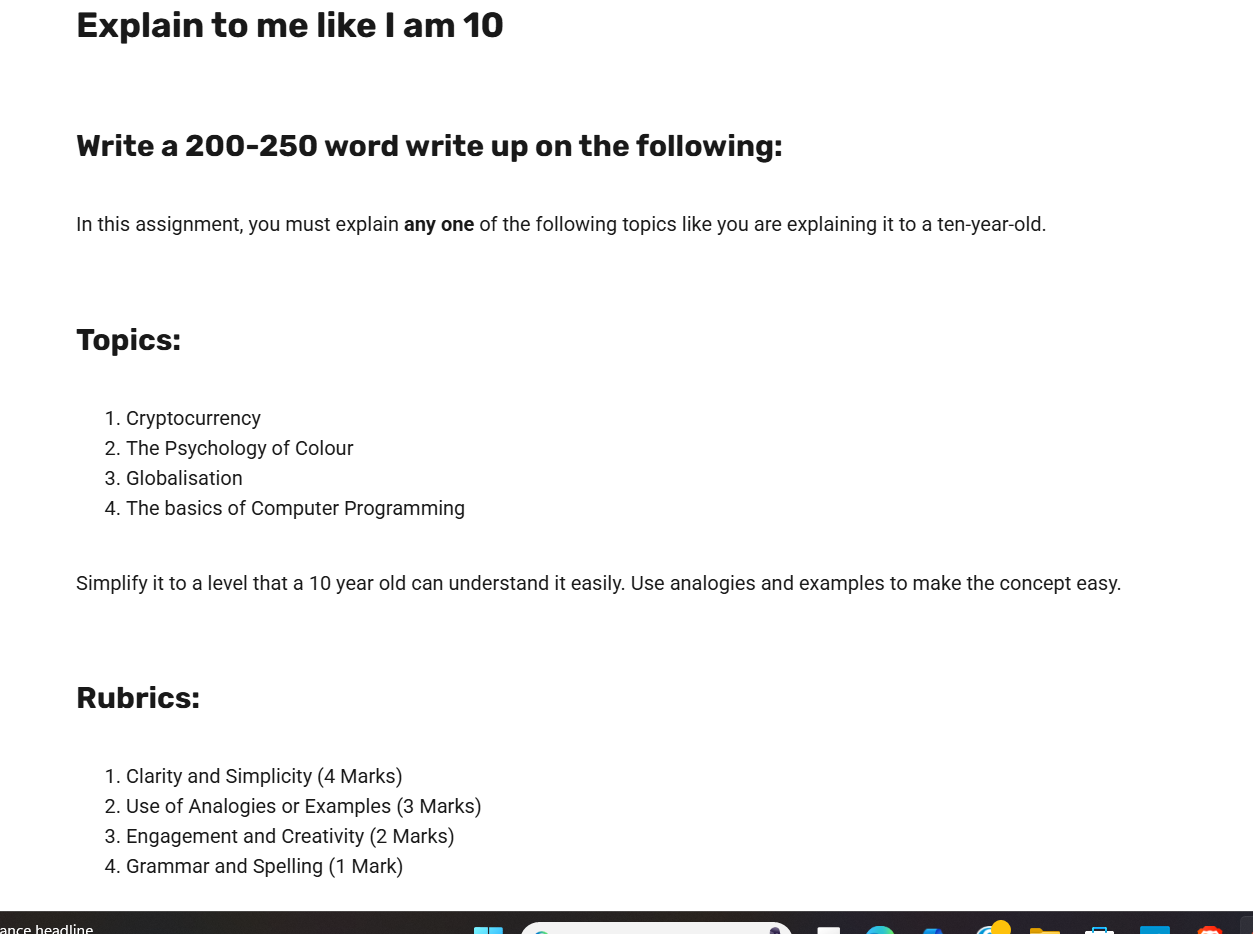 Explain to me like I am 10
Write a 200-250 word write up on the following:
In this assignment, you must explain any one of the following topics like you are explaining it to a ten-year-old.
Topics:
1. Cryptocurrency
2. The Psychology of Colour
3. Globalisation
4. The basics of Computer Programming
Simplify it to a level that a 10 year old can understand it easily. Use analogies and examples to make the concept easy.
Rubrics:
1. Clarity and Simplicity (4 Marks)
2. Use of Analogies or Examples (3 Marks)
3. Engagement and Creativity (2 Marks)
4. Grammar and Spelling (1 Mark)
ance headline